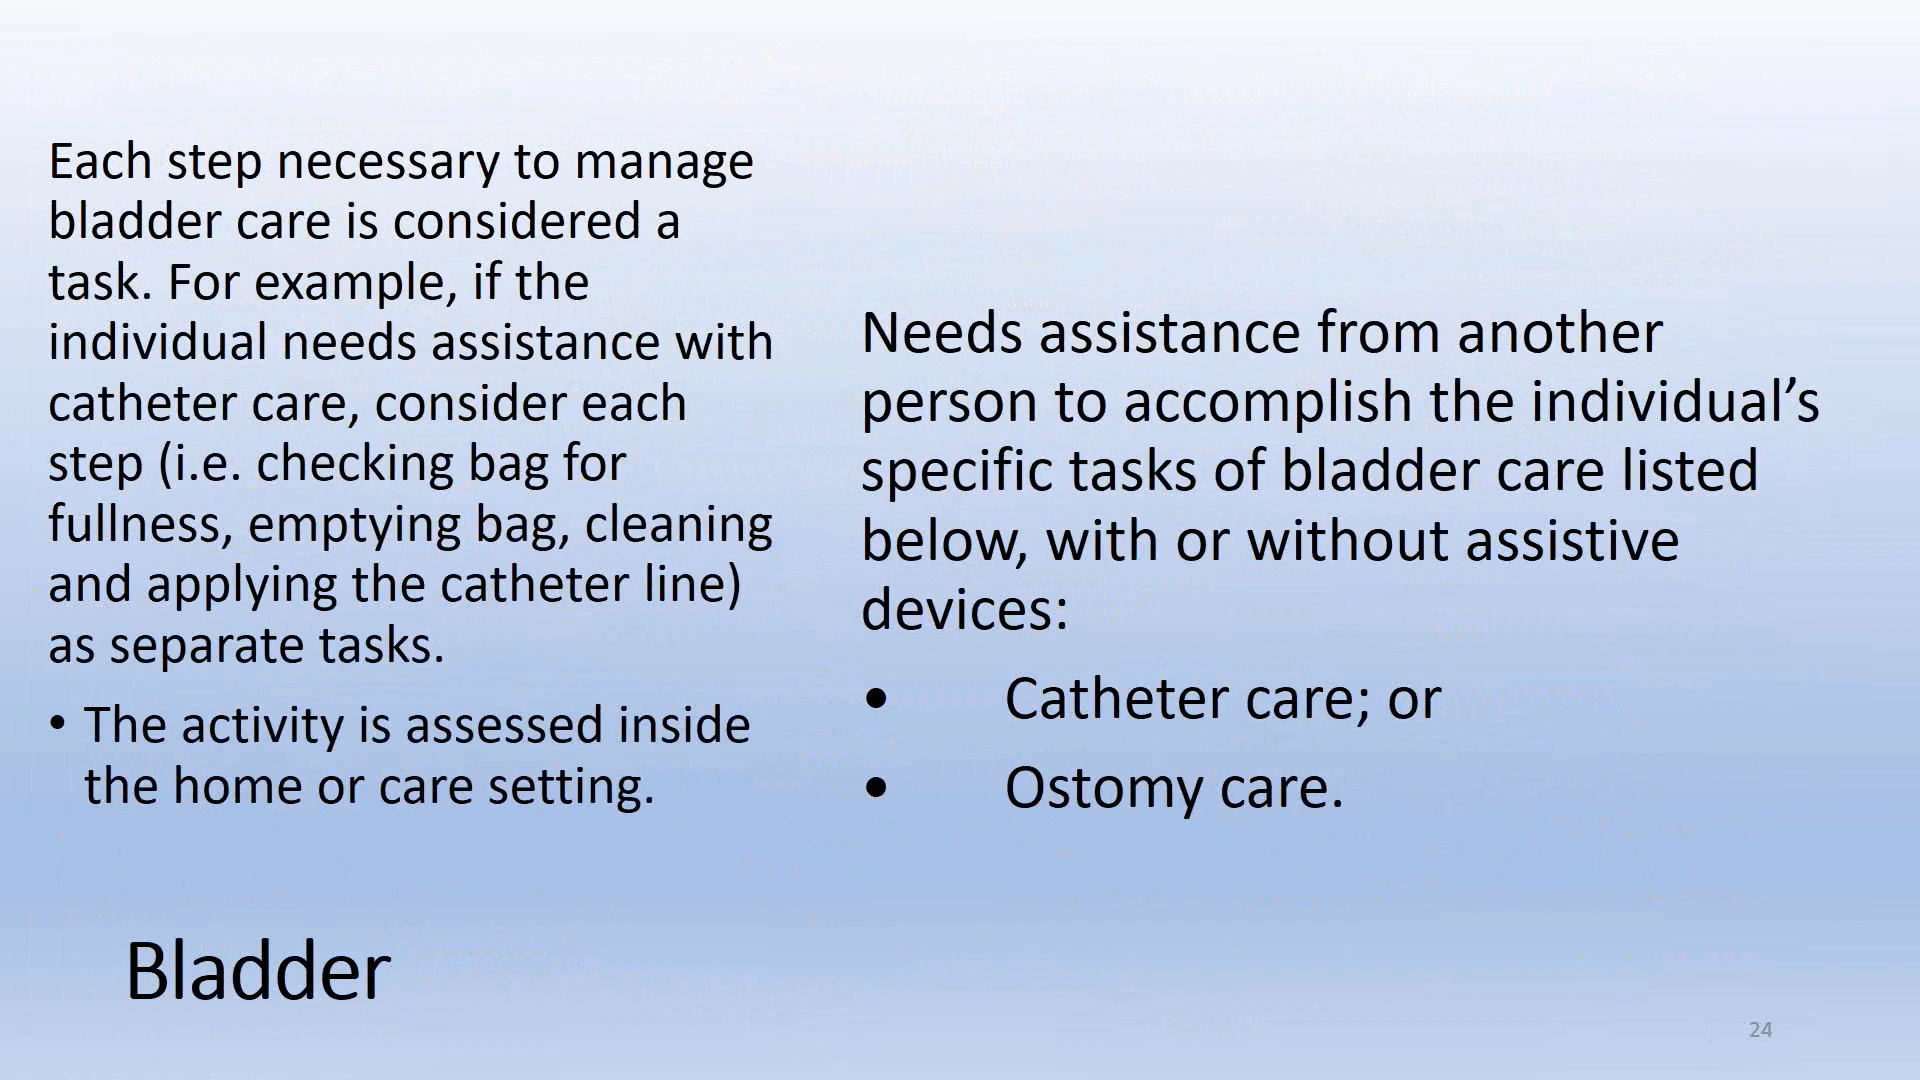 Each step necessary to manage
bladder care is considered a
task. For example, if the
individual needs assistance with
catheter care, consider each
step (i.e. checking bag for
fullness, emptying bag, cleaning
and applying the catheter line)
as separate tasks.
• The activity is assessed inside
the home or care setting.
Needs assistance from another
person to accomplish the individual’s
specific tasks of bladder care listed
below, with or without assistive
devices:
• Catheter care; or
• Ostomy care.
Bladder
24